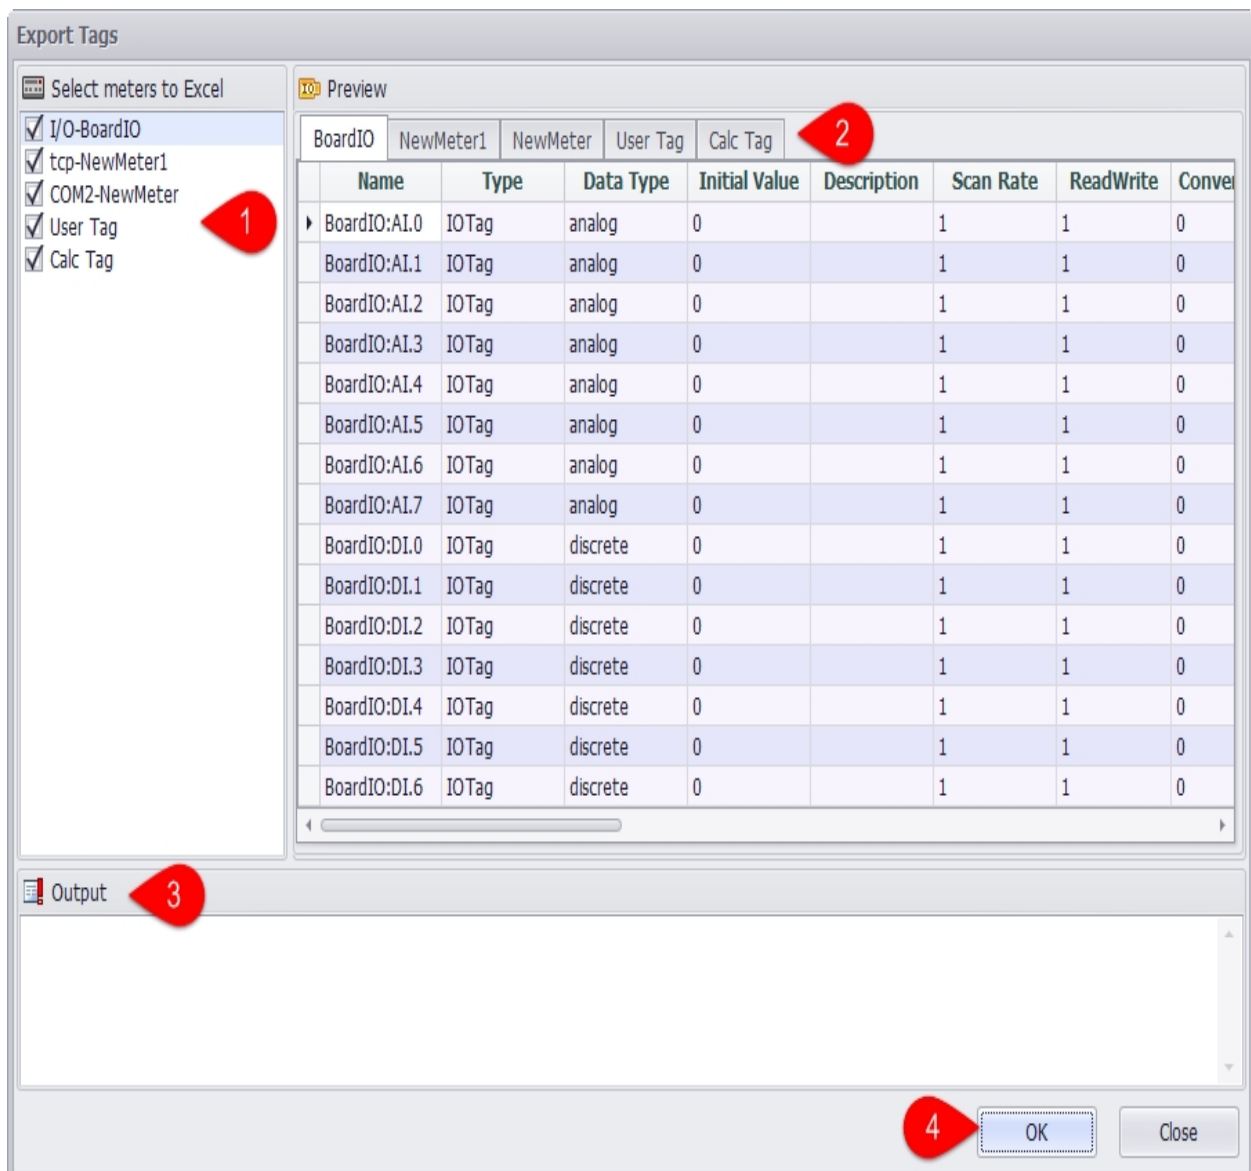 Export Tags
Select meters to Excel
I/O-BoardIO
tcp-NewMeter1
COM2-NewMeter
User Tag
Calc Tag
1
Preview
BoardIO NewMeter1 NewMeter User Tag Calc Tag
2
Name Type Data Type Initial Value Description Scan Rate ReadWrite Conver
BoardIO:AI.0 IOTag analog 0 1 1 0
BoardIO:AI.1 IOTag analog 0 1 1 0
BoardIO:AI.2 IOTag analog 0 1 1 0
BoardIO:AI.3 IOTag analog 0 1 1 0
BoardIO:AI.4 IOTag analog 0 1 1 0
BoardIO:AI.5 IOTag analog 0 1 1 0
BoardIO:AI.6 IOTag analog 0 1 1 0
BoardIO:AI.7 IOTag analog 0 1 1 0
BoardIO:DI.0 IOTag discrete 0 1 1 0
BoardIO:DI.1 IOTag discrete 0 1 1 0
BoardIO:DI.2 IOTag discrete 0 1 1 0
BoardIO:DI.3 IOTag discrete 0 1 1 0
BoardIO:DI.4 IOTag discrete 0 1 1 0
BoardIO:DI.5 IOTag discrete 0 1 1 0
BoardIO:DI.6 IOTag discrete 0 1 1 0
Output
3
4
OK Close